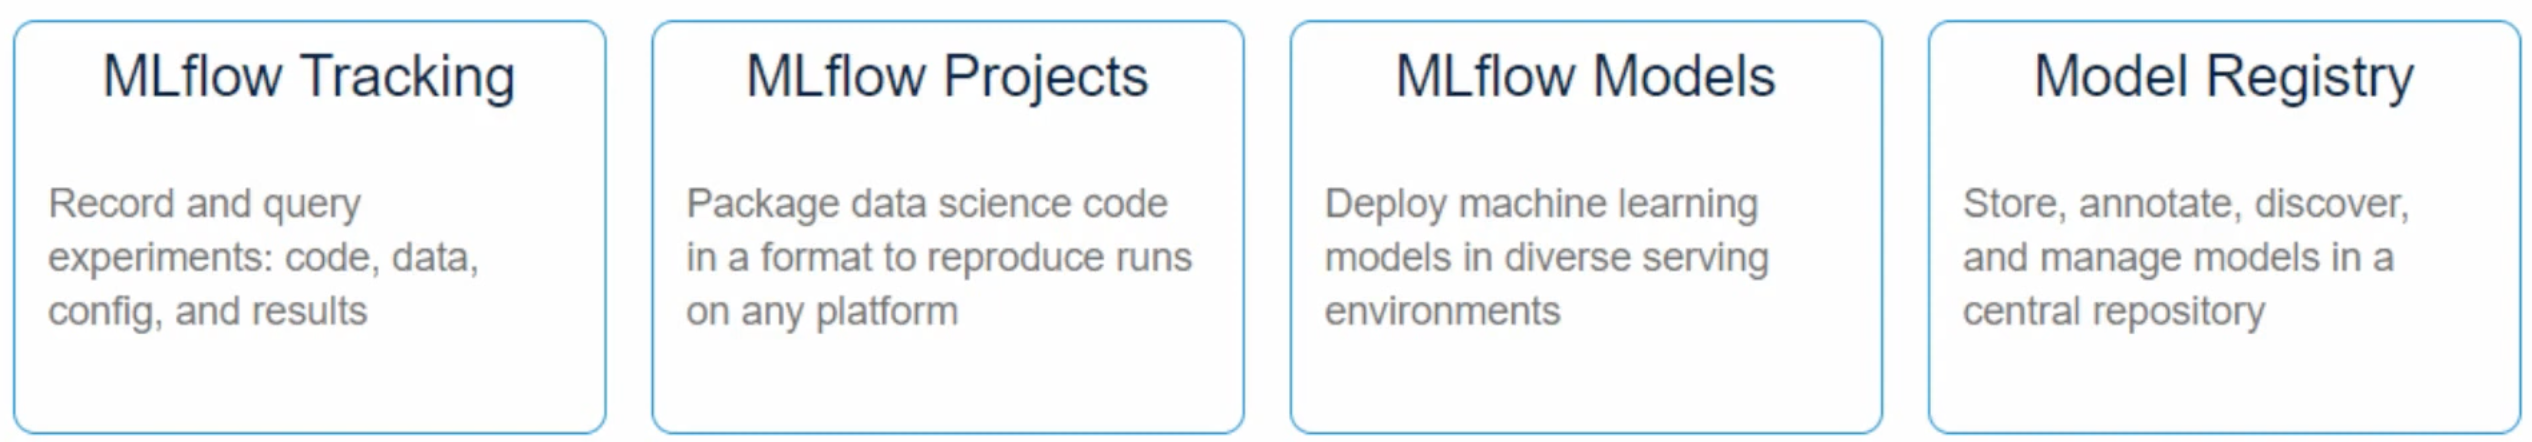 MLflow Tracking
Record and query
experiments: code, data,
config, and results
MLflow Projects
Package data science code
in a format to reproduce runs
on any platform
MLflow Models
Deploy machine learning
models in diverse serving
environments
Model Registry
Store, annotate, discover,
and manage models in a
central repository